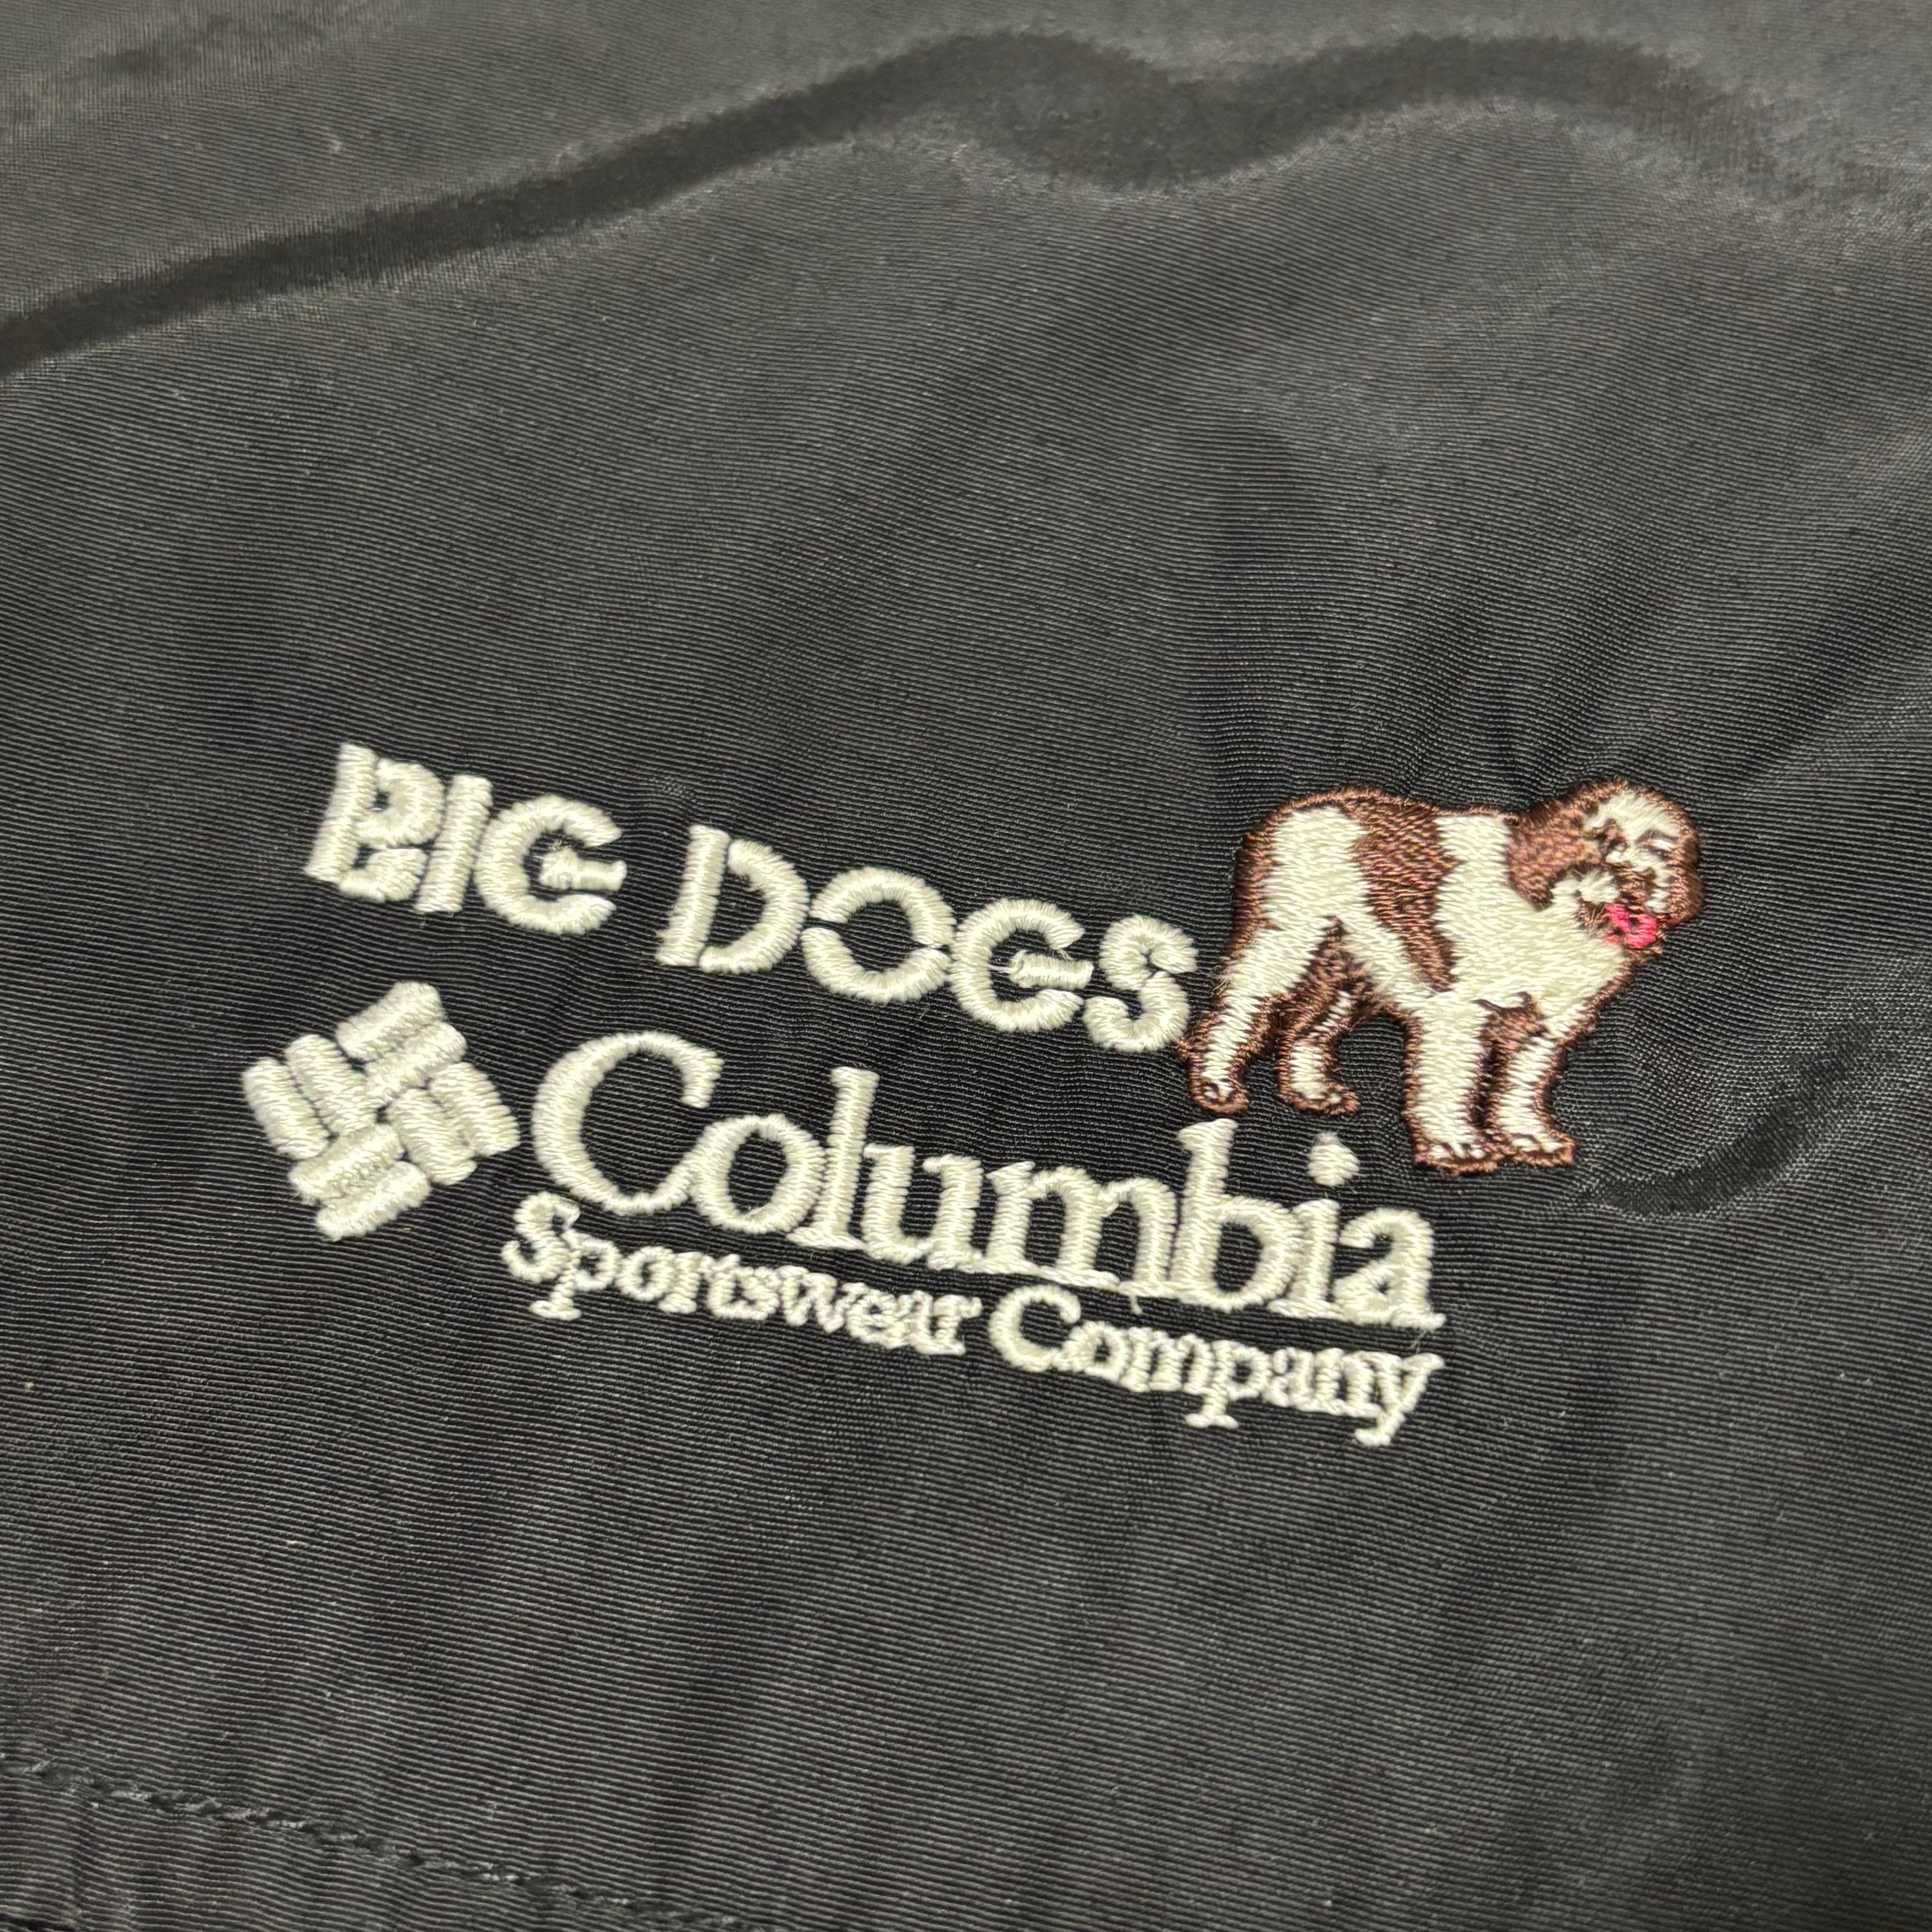 BIG DOGS
Columbia
Sportswear Company